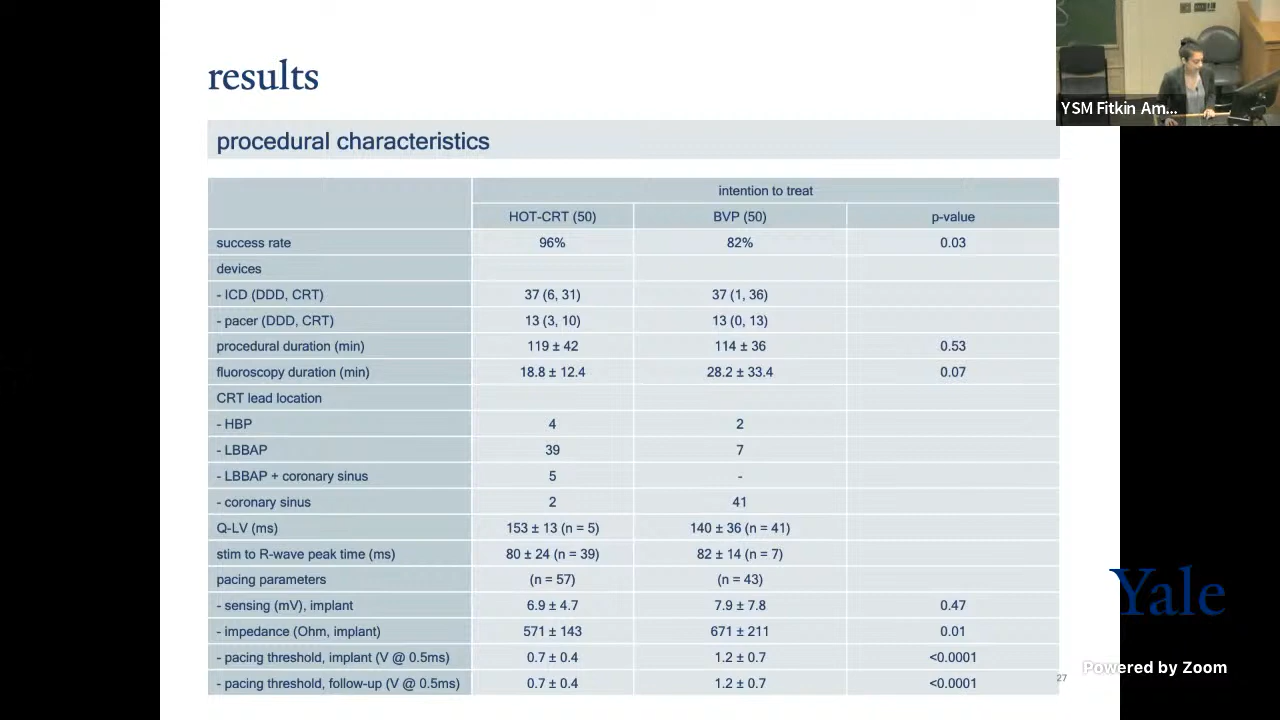 results
YSM Fitkin Am...
procedural characteristics
intention to treat
HOT-CRT (50) BVP (50) p-value
success rate 96% 82% 0.03
devices
- ICD (DDD, CRT) 37 (6, 31) 37 (1, 36)
- pacer (DDD, CRT) 13 (3, 10) 13 (0, 13)
procedural duration (min) 119 ± 42 114 ± 36 0.53
fluoroscopy duration (min) 18.8 ± 12.4 28.2 ± 33.4 0.07
CRT lead location
- HBP 4 2
- LBBAP 39 7
- LBBAP + coronary sinus 5 -
- coronary sinus 2 41
Q-LV (ms) 153 ± 13 (n = 5) 140 ± 36 (n = 41)
stim to R-wave peak time (ms) 80 ± 24 (n = 39) 82 ± 14 (n = 7)
pacing parameters (n = 57) (n = 43)
- sensing (mV), implant 6.9 ± 4.7 7.9 ± 7.8 0.47
- impedance (Ohm, implant) 571 ± 143 671 ± 211 0.01
- pacing threshold, implant (V @ 0.5ms) 0.7 ± 0.4 1.2 ± 0.7 <0.0001
- pacing threshold, follow-up (V @ 0.5ms) 0.7 ± 0.4 1.2 ± 0.7 <0.0001
27
Yale
Powered by Zoom